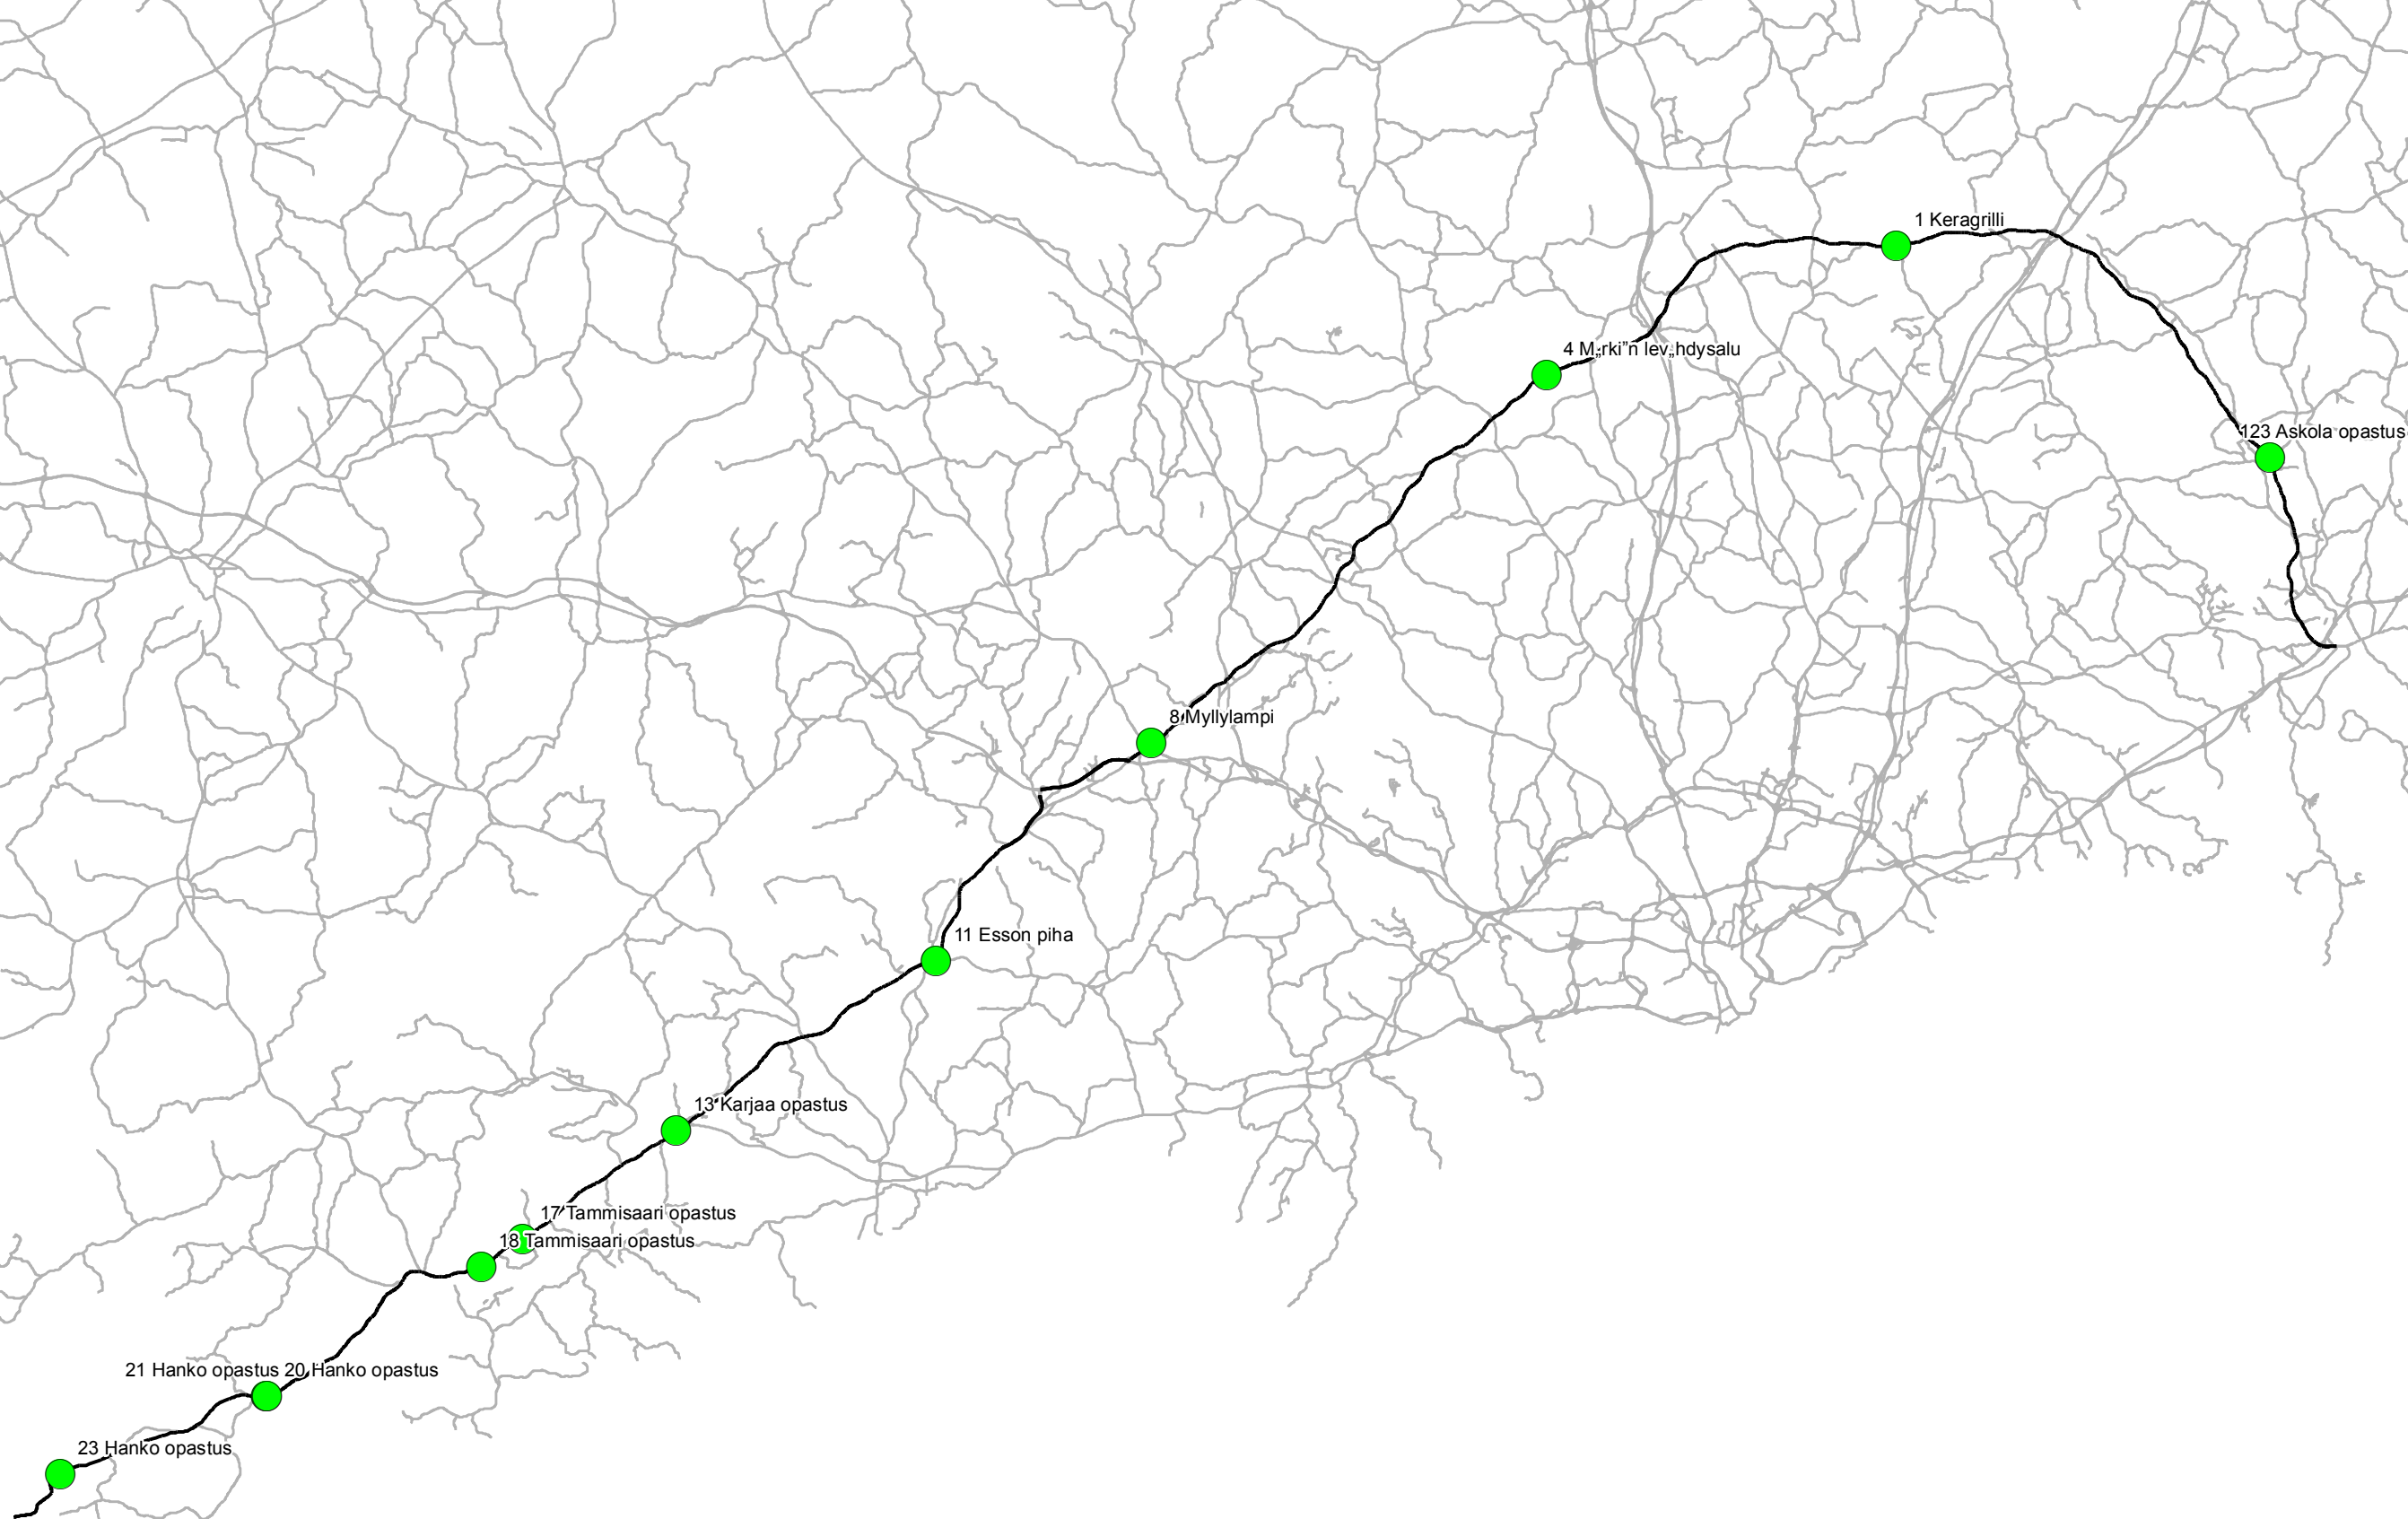 1 Keragrilli
4 M„rki”n lev„hdysalu
123 Askola opastus
8 Myllylampi
11 Esson piha
13 Karjaa opastus
17 Tammisaari opastus
18 Tammisaari opastus
21 Hanko opastus 20 Hanko opastus
23 Hanko opastus